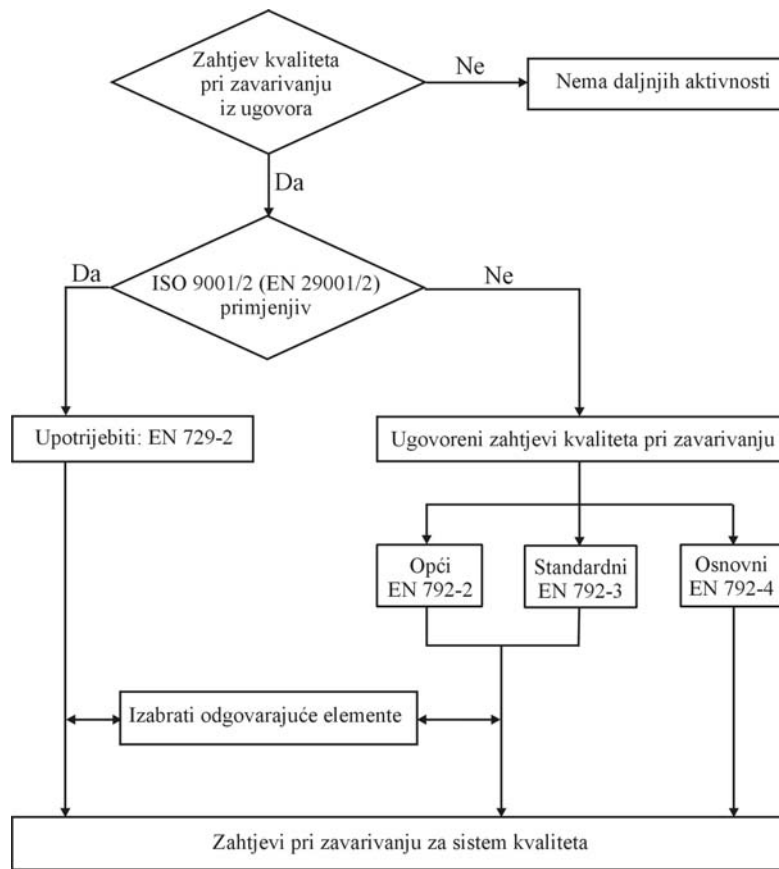 Zahtjev kvaliteta
pri zavarivanju
iz ugovora
Ne
Nema daljnjih aktivnosti
Da
Da
ISO 9001/2 (EN 29001/2)
primjenjiv
Ne
Upotrijebiti: EN 729-2
Ugovoreni zahtjevi kvaliteta pri zavarivanju
Opći
EN 792-2
Standardni
EN 792-3
Osnovni
EN 792-4
Izabrati odgovarajuće elemente
Zahtjevi pri zavarivanju za sistem kvaliteta